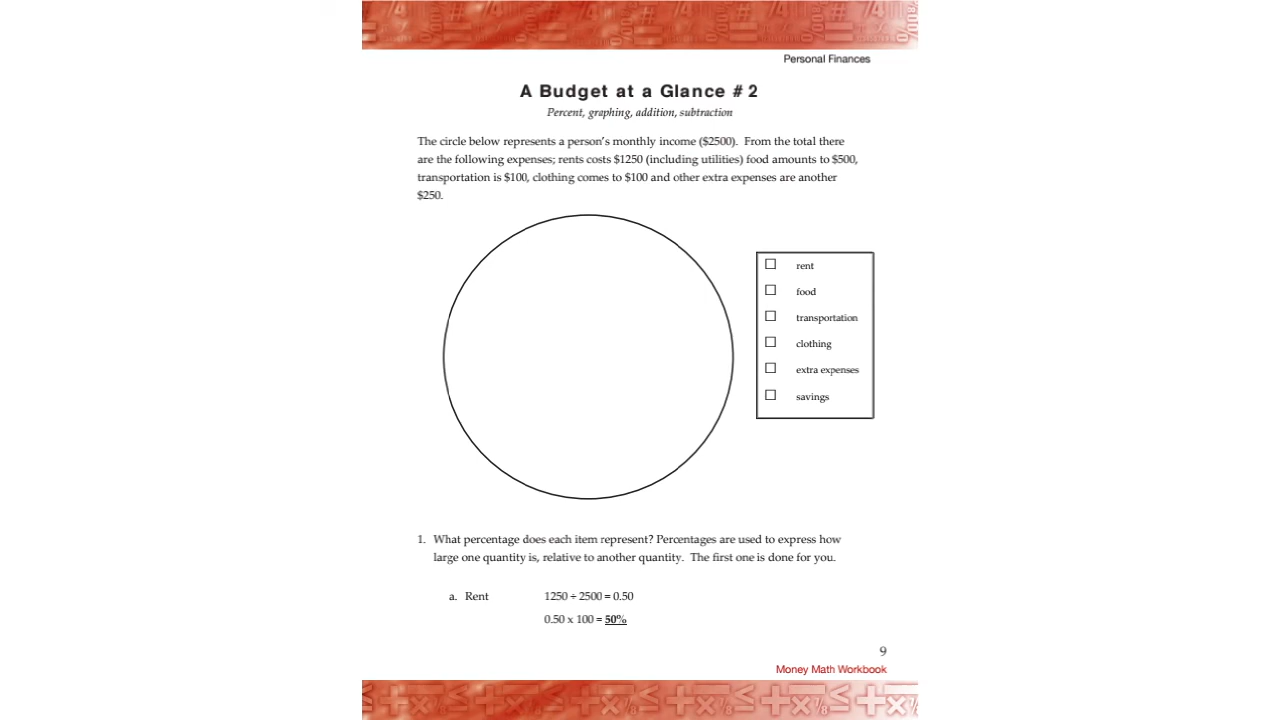 Personal Finances
A Budget at a Glance # 2
Percent, graphing, addition, subtraction
The circle below represents a person's monthly income ($2500). From the total there
are the following expenses; rents costs $1250 (including utilities) food amounts to $500,
transportation is $100, clothing comes to $100 and other extra expenses are another
$250.
rent
food
transportation
clothing
extra expenses
savings
1. What percentage does each item represent? Percentages are used to express how
large one quantity is, relative to another quantity. The first one is done for you.
a. Rent 1250 ÷ 2500 = 0.50
0.50 x 100 = 50%
9
Money Math Workbook